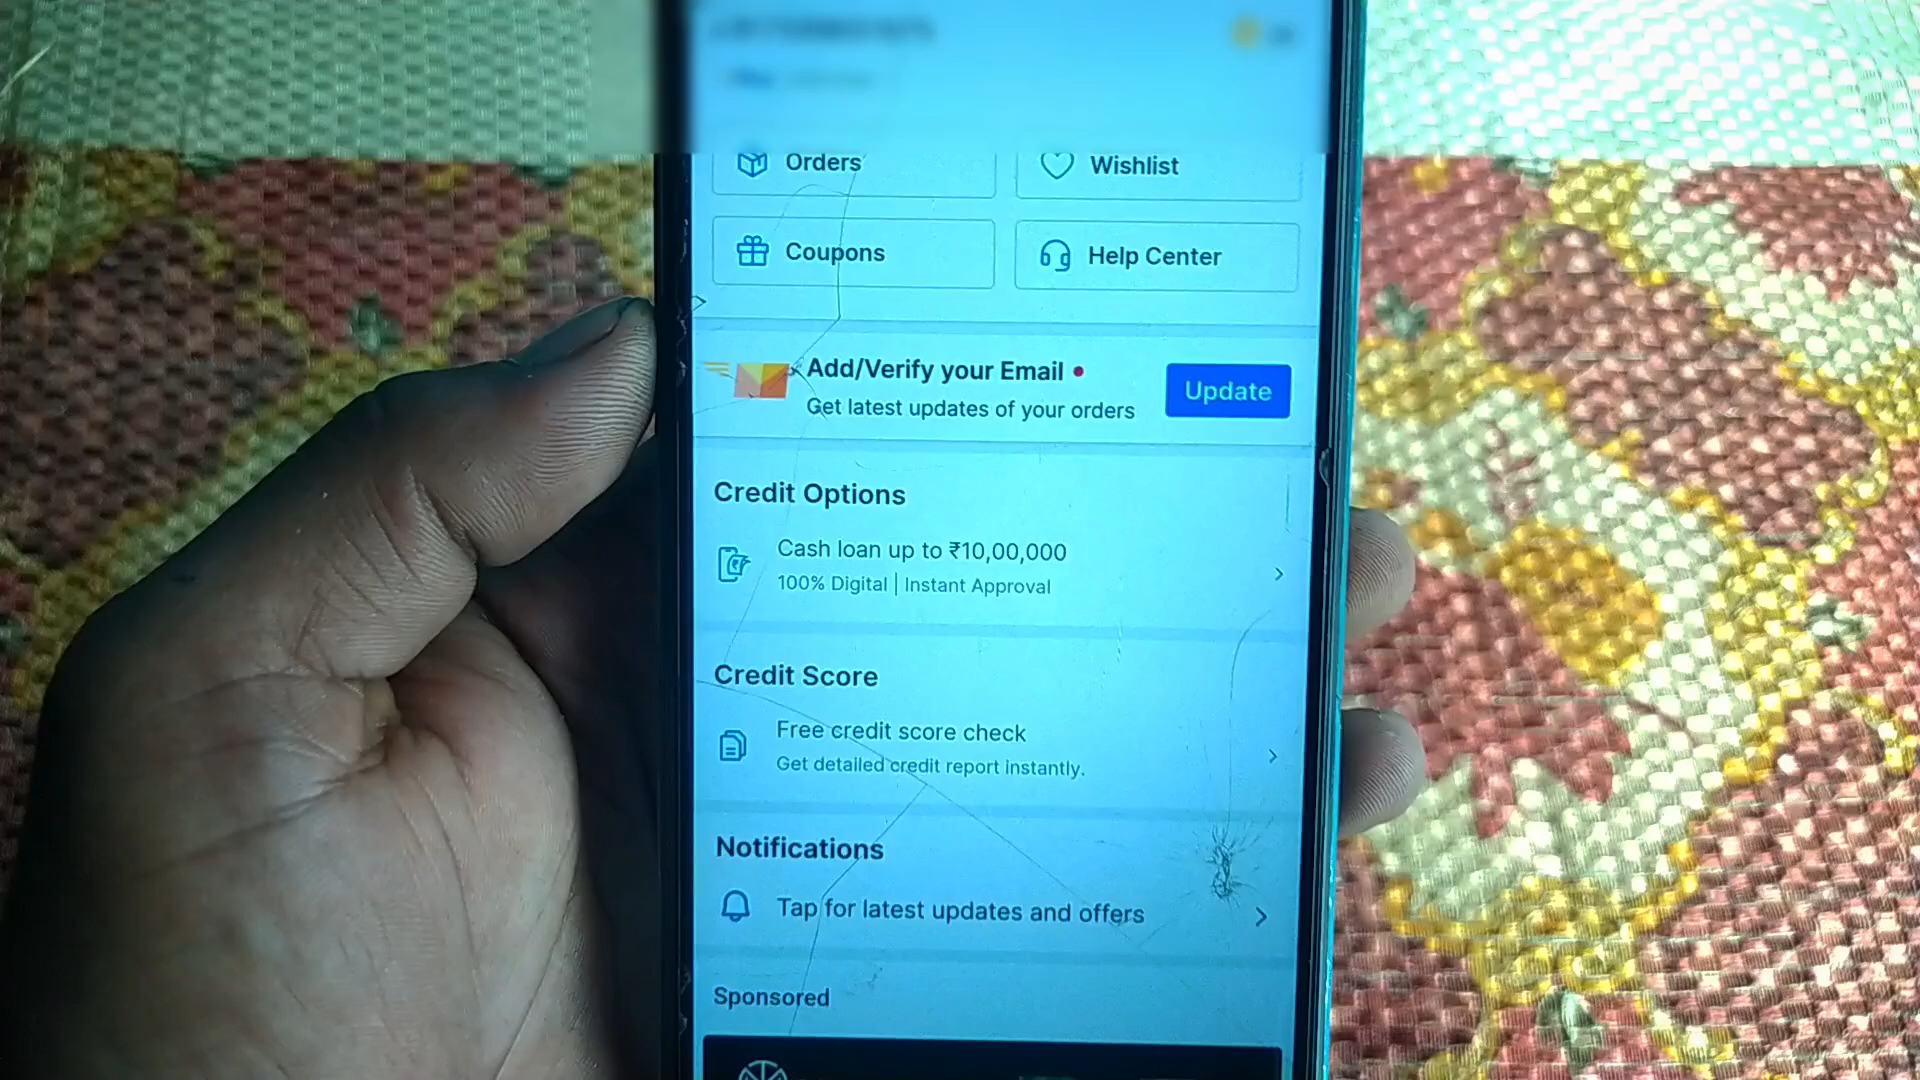 Orders
Wishlist
Coupons
Help Center
Add/Verify your Email
Get latest updates of your orders
Update
Credit Options
Cash loan up to ₹10,00,000
100% Digital | Instant Approval
Credit Score
Free credit score check
Get detailed credit report instantly.
Notifications
Tap for latest updates and offers
Sponsored